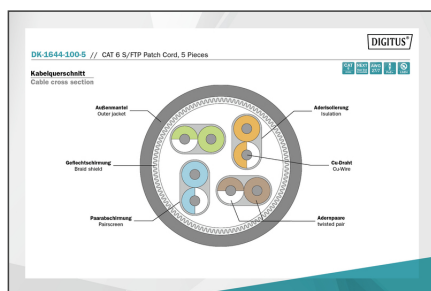 DIGITUS®
DK-1644-100-5 // CAT 6 S/FTP Patch Cord, 5 Pieces
Kabelquerschnitt
Cable cross section
Außenmantel
Outer jacket
Aderisolierung
Insulation
Geflechtschirmung
Braid shield
Cu-Draht
Cu-Wire
Paarabschirmung
Pairscreen
Adernpaare
twisted pair